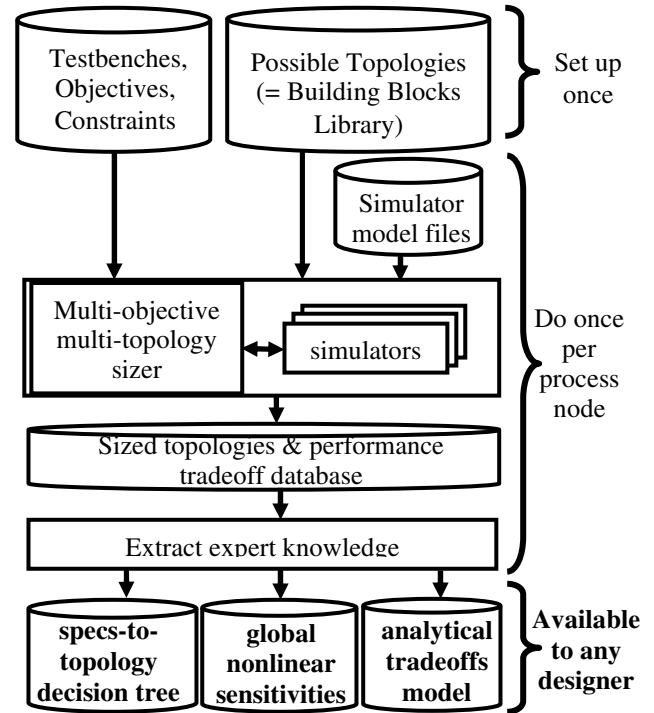 Testbenches,
Objectives,
Constraints
Possible Topologies
(= Building Blocks
Library)
Set up
once
Simulator
model files
Multi-objective
multi-topology
sizer
simulators
Do once
per
process
node
Sized topologies & performance
tradeoff database
Extract expert knowledge
specs-to-
topology
decision tree
global
nonlinear
sensitivities
analytical
tradeoffs
model
Available
to any
designer